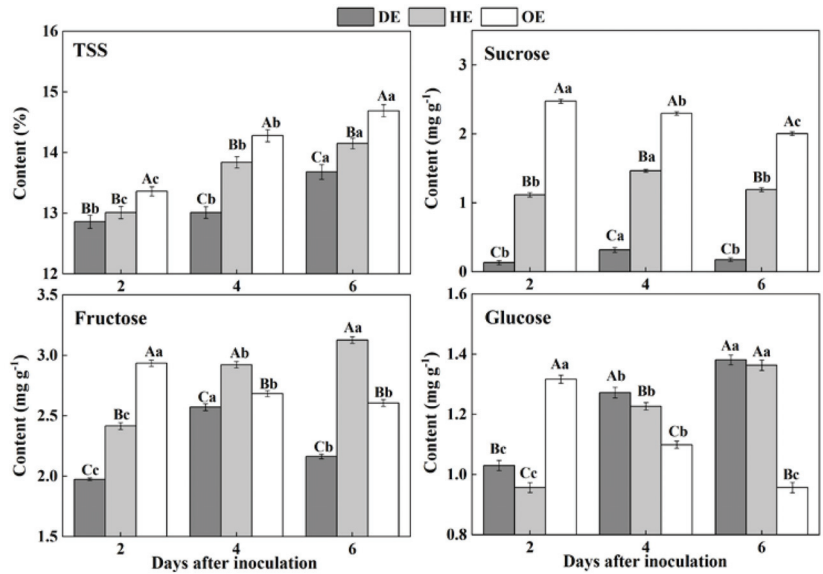 DE HE OE
TSS
Content (%)
16
15
14
13
12
Bb Bc Ac
Cb Bb Ab
Ca Ba Aa
2 4 6
Sucrose
Content (mg g⁻¹)
3
2
1
0
Cb Bb Aa
Ca Ba Ab
Cb Bb Ac
2 4 6
Fructose
Content (mg g⁻¹)
3.5
3.0
2.5
2.0
1.5
Cc Bc Aa
Ca Ab Bb
Cb Aa Bb
2 4 6
Days after inoculation
Glucose
Content (mg g⁻¹)
1.6
1.4
1.2
1.0
0.8
Bc Cc Aa
Ab Bb Cb
Aa Aa Bc
2 4 6
Days after inoculation